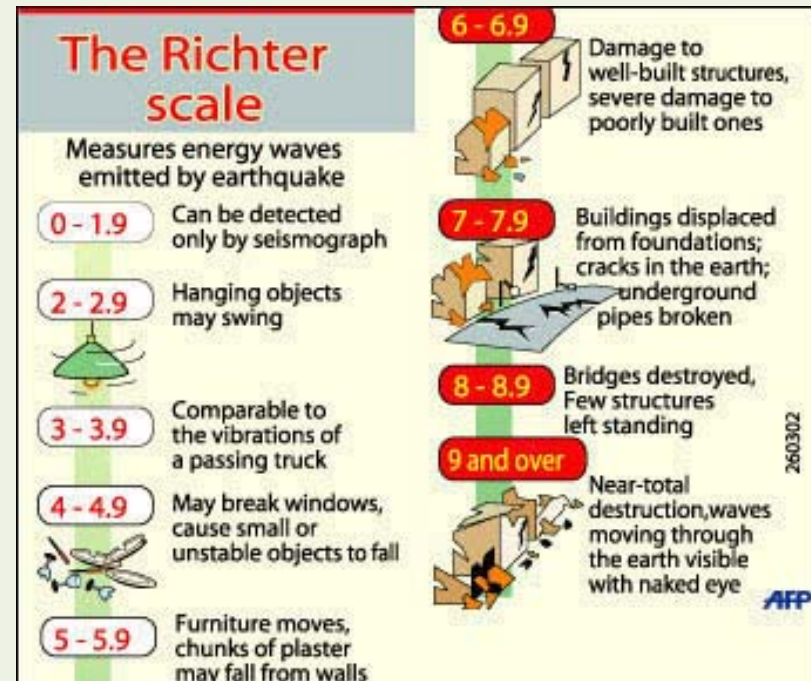 The Richter
scale
Measures energy waves
emitted by earthquake
0 - 1.9
Can be detected
only by seismograph
2 - 2.9
Hanging objects
may swing
3 - 3.9
Comparable to
the vibrations of
a passing truck
4 - 4.9
May break windows,
cause small or
unstable objects to fall
5 - 5.9
Furniture moves,
chunks of plaster
may fall from walls
6 - 6.9
Damage to
well-built structures,
severe damage to
poorly built ones
7 - 7.9
Buildings displaced
from foundations;
cracks in the earth;
underground
pipes broken
8 - 8.9
Bridges destroyed,
Few structures
left standing
9 and over
Near-total
destruction,waves
moving through
the earth visible
with naked eye
260302
AFP